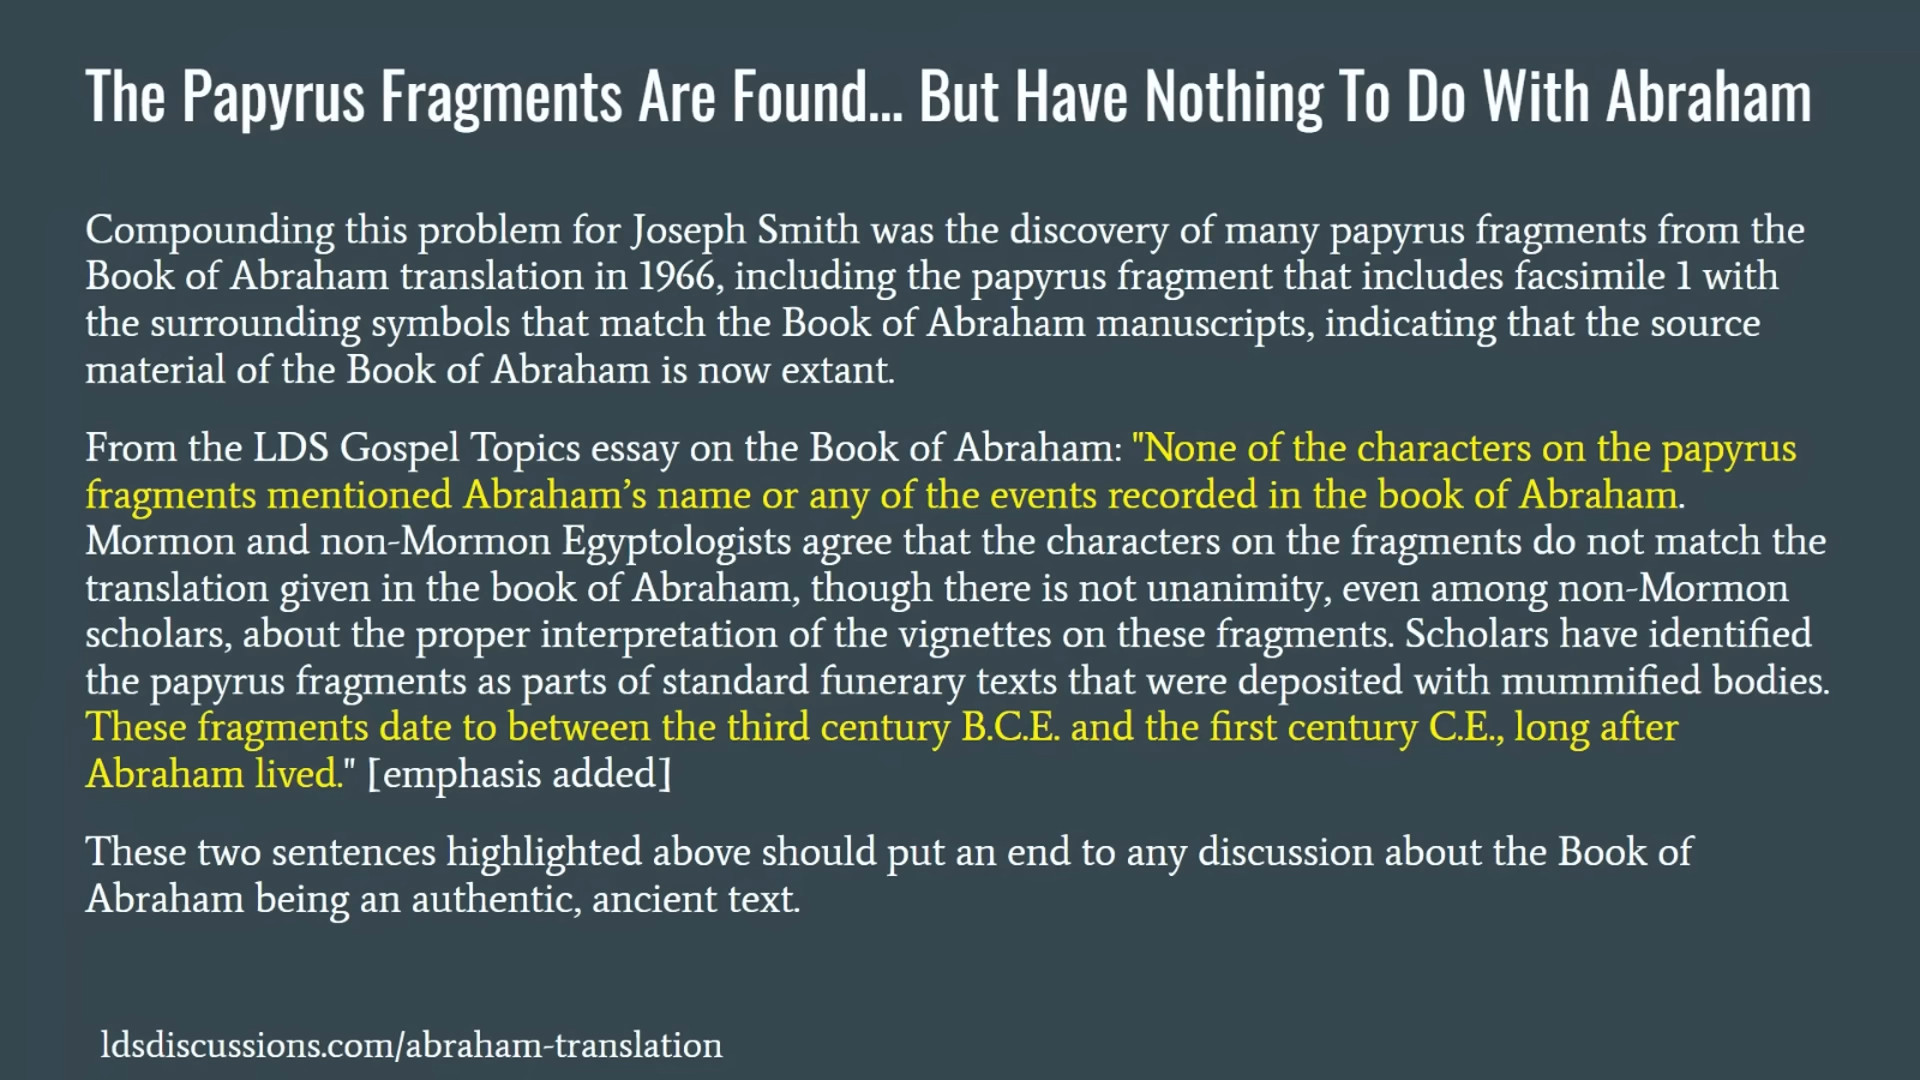 The Papyrus Fragments Are Found... But Have Nothing To Do With Abraham
Compounding this problem for Joseph Smith was the discovery of many papyrus fragments from the
Book of Abraham translation in 1966, including the papyrus fragment that includes facsimile 1 with
the surrounding symbols that match the Book of Abraham manuscripts, indicating that the source
material of the Book of Abraham is now extant.
From the LDS Gospel Topics essay on the Book of Abraham: "None of the characters on the papyrus
fragments mentioned Abraham’s name or any of the events recorded in the book of Abraham.
Mormon and non-Mormon Egyptologists agree that the characters on the fragments do not match the
translation given in the book of Abraham, though there is not unanimity, even among non-Mormon
scholars, about the proper interpretation of the vignettes on these fragments. Scholars have identified
the papyrus fragments as parts of standard funerary texts that were deposited with mummified bodies.
These fragments date to between the third century B.C.E. and the first century C.E., long after
Abraham lived." [emphasis added]
These two sentences highlighted above should put an end to any discussion about the Book of
Abraham being an authentic, ancient text.
ldsdiscussions.com/abraham-translation